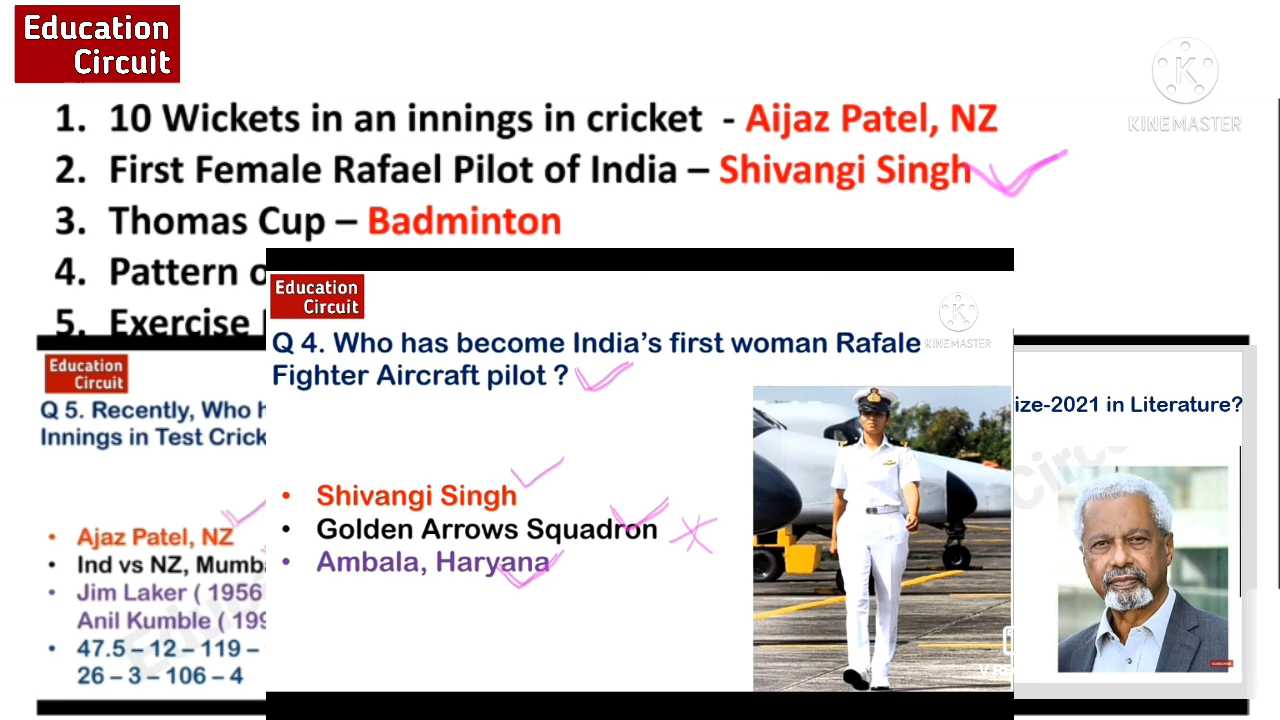 Education
Circuit
KINEMASTER
1. 10 Wickets in an innings in cricket - Aijaz Patel, NZ
2. First Female Rafael Pilot of India – Shivangi Singh
3. Thomas Cup – Badminton
4. Pattern o
5. Exercise
Education
Circuit
KINEMASTER
Q 4. Who has become India's first woman Rafale
Fighter Aircraft pilot ?
• Shivangi Singh
• Golden Arrows Squadron
• Ambala, Haryana
Education
Circuit
Q 5. Recently, Who h
Innings in Test Crick
• Ajaz Patel, NZ
• Ind vs NZ, Mumba
• Jim Laker ( 1956
Anil Kumble ( 199
• 47.5 – 12 – 119 –
26 – 3 – 106 – 4
ize-2021 in Literature?